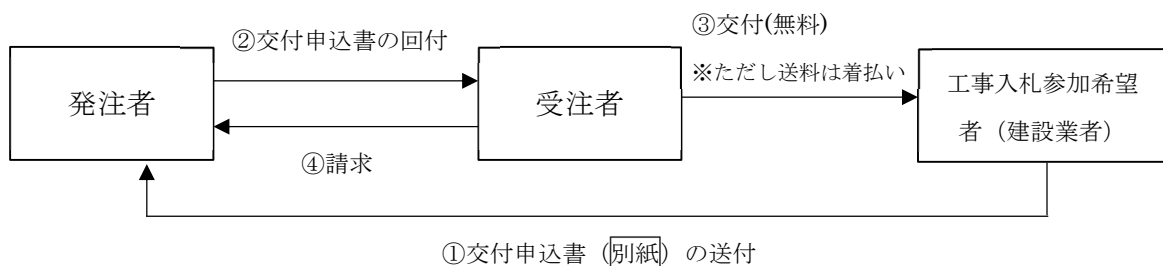 ③交付(無料)
②交付申込書の回付
※ただし送料は着払い
発注者
受注者
工事入札参加希望
者（建設業者）
④請求
①交付申込書（別紙）の送付